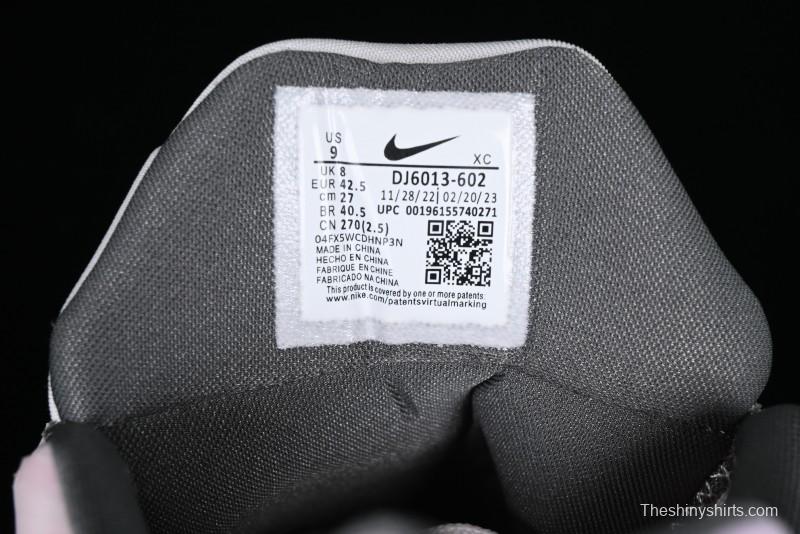 US
9
XC
UK 8
EUR 42.5
cm 27
BR 40.5
CN 270(2.5)
DJ6013-602
11/28/22| 02/20/23
UPC 00196155740271
04FX5WCDHNP3N
MADE IN CHINA
HECHO EN CHINA
FABRIQUE EN CHINE
FABRICADO NA CHINA
This product is covered by one or more patents:
www.nike.com/patentsvirtualmarking
Theshinyshirts.com